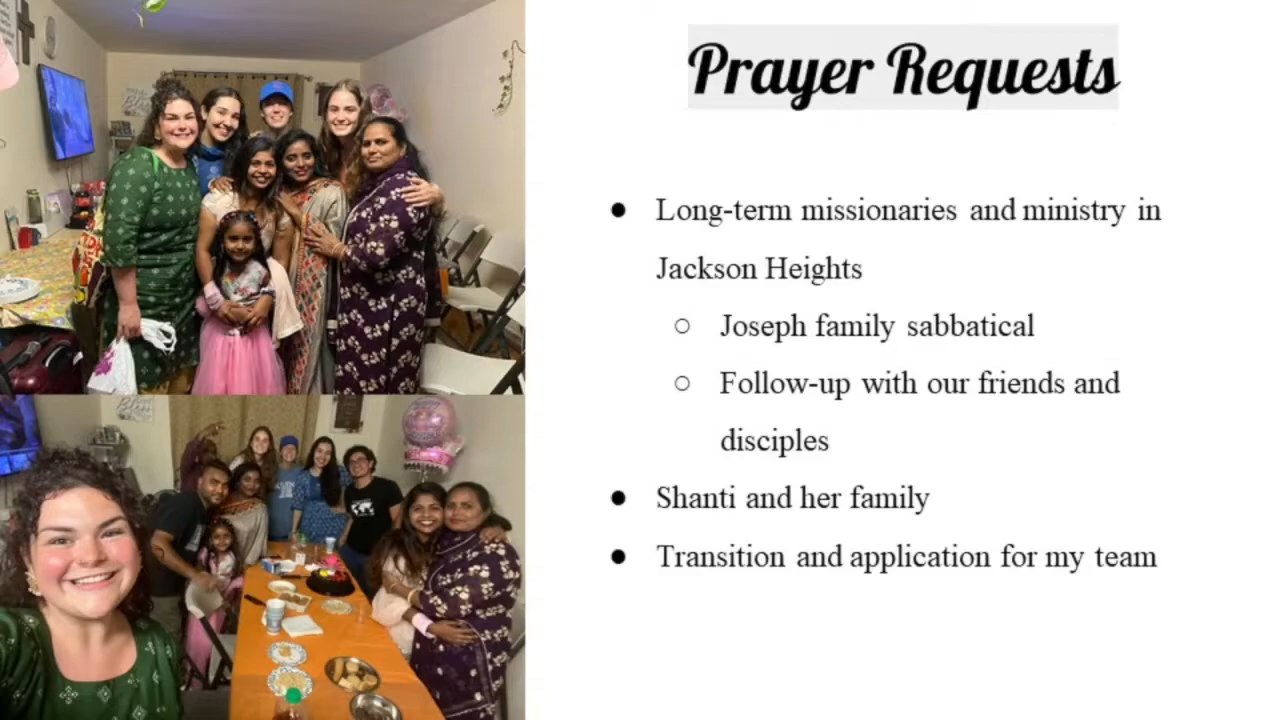 Prayer Requests
● Long-term missionaries and ministry in
Jackson Heights
○ Joseph family sabbatical
○ Follow-up with our friends and
disciples
● Shanti and her family
● Transition and application for my team